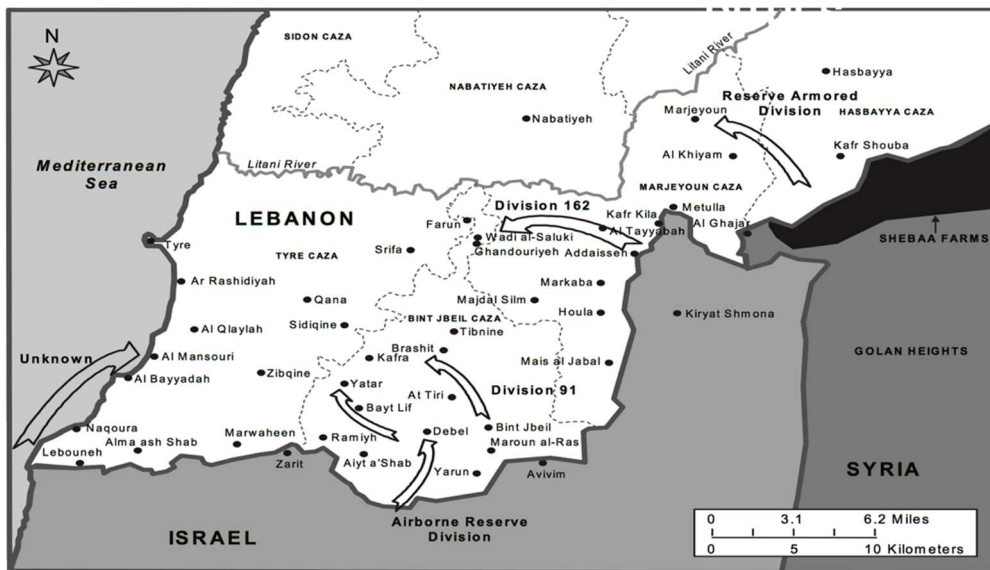 N
SIDON CAZA
Litani River
Hasbayya
NABATIYEH CAZA
Reserve Armored
Division
HASBAYYA CAZA
Marjeyoun
Nabatiyeh
Mediterranean
Sea
Litani River
Al Khiyam
Kafr Shouba
MARJEYOUN CAZA
LEBANON
Division 162
Metulla
Farun
Kafr Kila
Al Tayyabah
Al Ghajar
Tyre
Wadi al-Saluki
SHEBAA FARMS
Srifa
Ghandouriyeh
Addaisseh
TYRE CAZA
Ar Rashidiyah
Markaba
Qana
Majdal Silm
Houla
Kiryat Shmona
Al Qlaylah
Sidiqine
BINT JBEIL CAZA
Tibnine
Unknown
Al Mansouri
Brashit
Kafra
Mais al Jabal
GOLAN HEIGHTS
Al Bayyadah
Zibqine
Yatar
Division 91
At Tiri
Bayt Lif
Naqoura
Debel
Bint Jbeil
Alma ash Shab
Marwaheen
Ramiyh
Maroun al-Ras
Lebouneh
Zarit
Aiyt a'Shab
Yarun
Avivim
SYRIA
Airborne Reserve
Division
ISRAEL
0 3.1 6.2 Miles
0 5 10 Kilometers